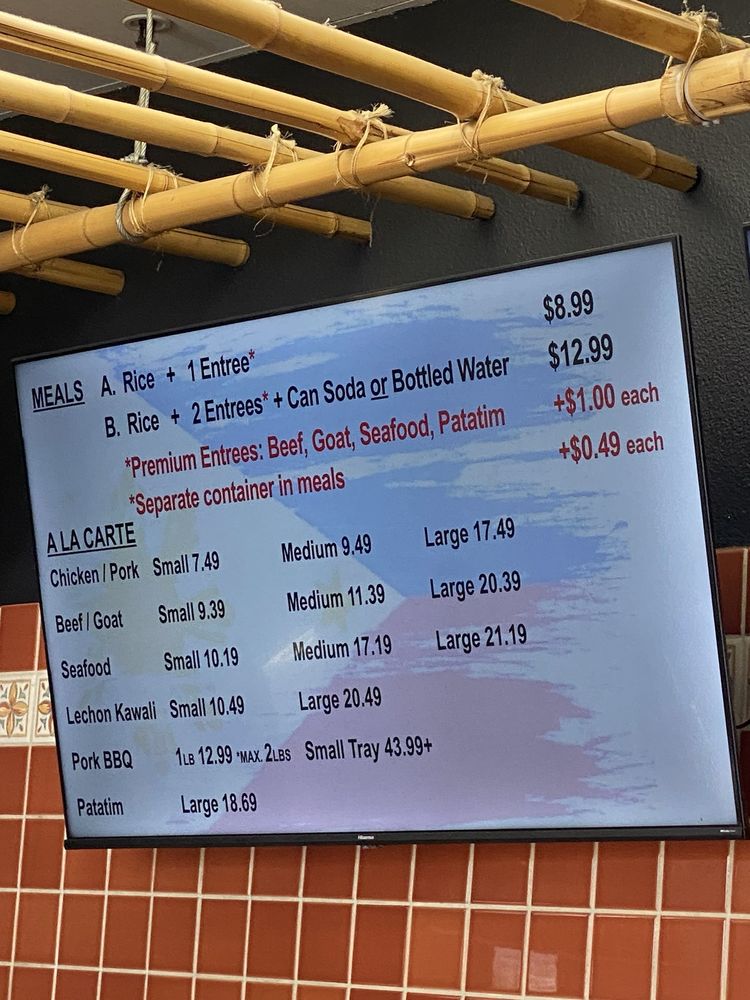 MEALS A. Rice + 1 Entree* $8.99
B. Rice + 2 Entrees* + Can Soda or Bottled Water $12.99
*Premium Entrees: Beef, Goat, Seafood, Patatim +$1.00 each
*Separate container in meals +$0.49 each
A LA CARTE
Chicken / Pork Small 7.49 Medium 9.49 Large 17.49
Beef / Goat Small 9.39 Medium 11.39 Large 20.39
Seafood Small 10.19 Medium 17.19 Large 21.19
Lechon Kawali Small 10.49 Large 20.49
Pork BBQ 1LB 12.99 *MAX. 2LBS Small Tray 43.99+
Patatim Large 18.69
Hisense